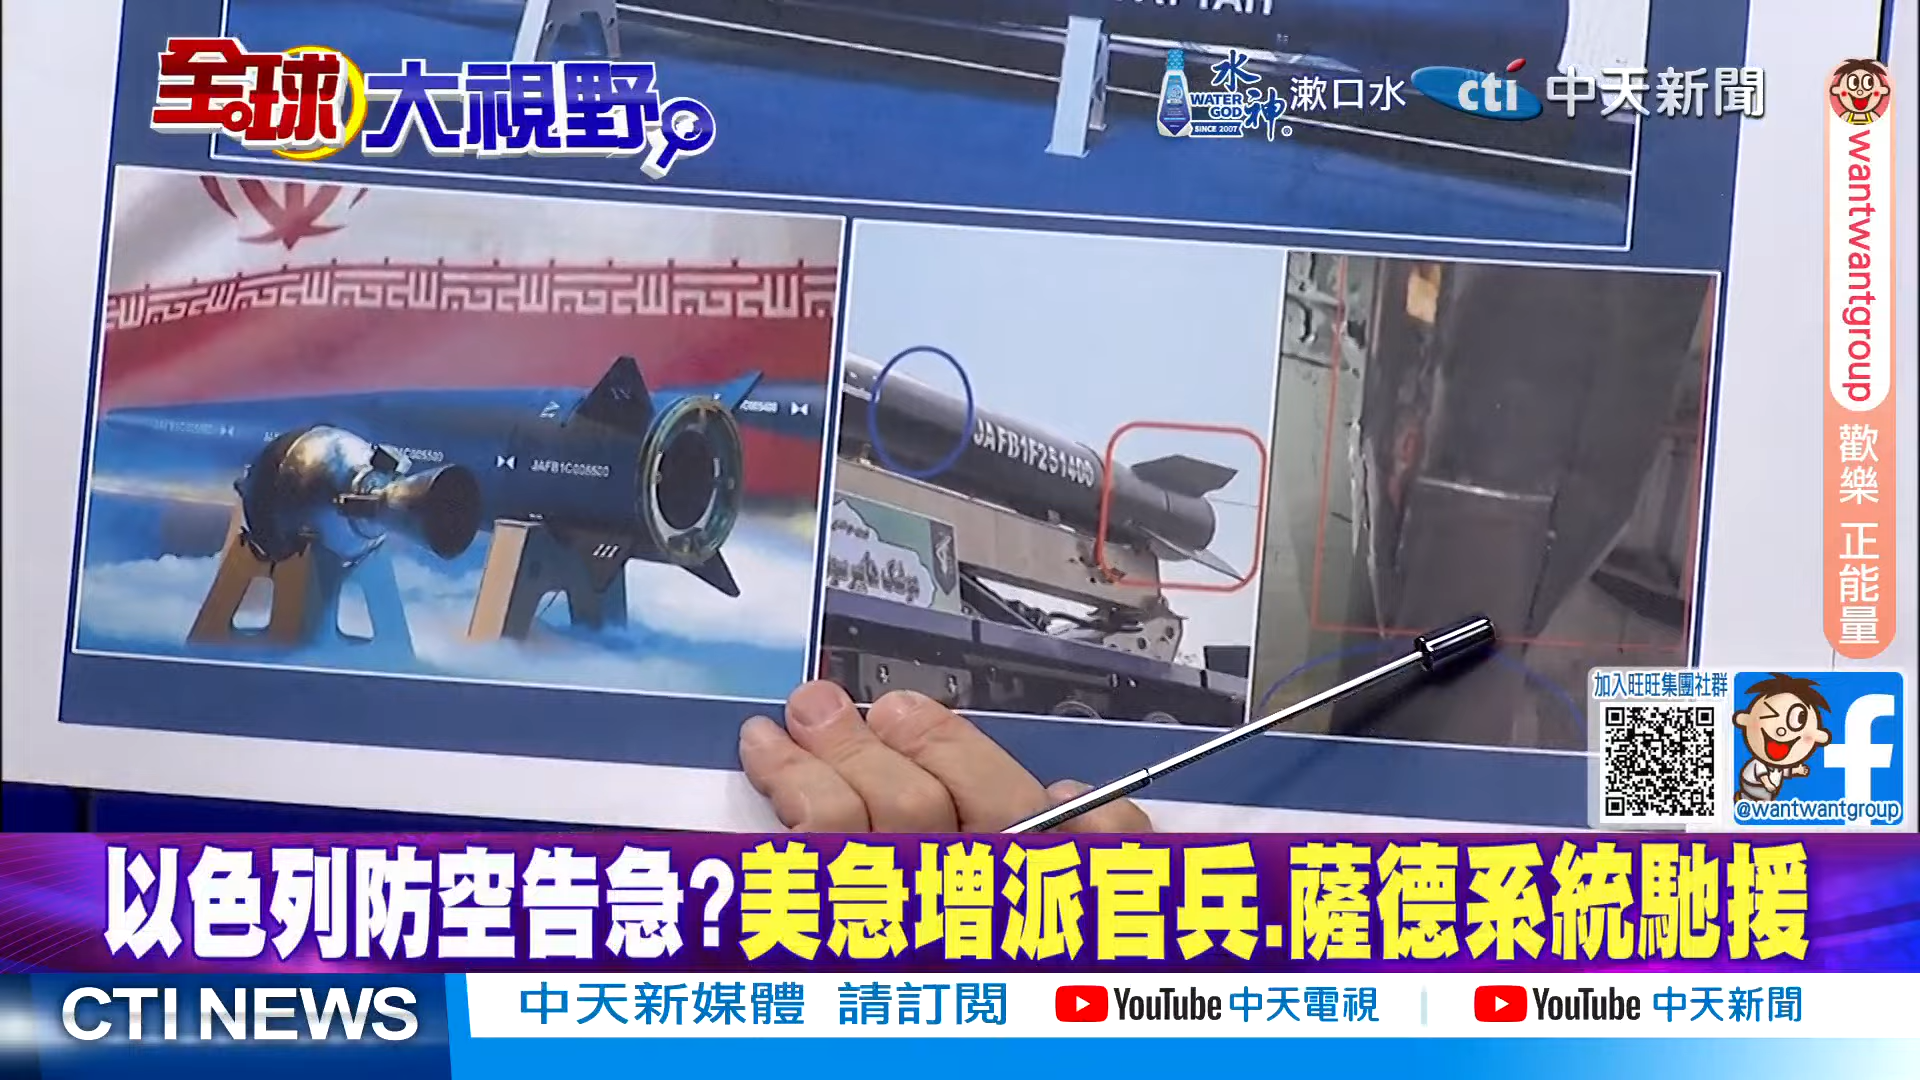 全球大視野
水神
WATER GOD
SINCE 2007
漱口水
cti 中天新聞
wantwantgroup
歡樂 正能量
JAFB1C006500
JAFB1F251400
加入旺旺集團社群
@wantwantgroup
以色列防空告急?美急增派官兵.薩德系統馳援
CTI NEWS
中天新媒體 請訂閱
YouTube 中天電視
YouTube 中天新聞